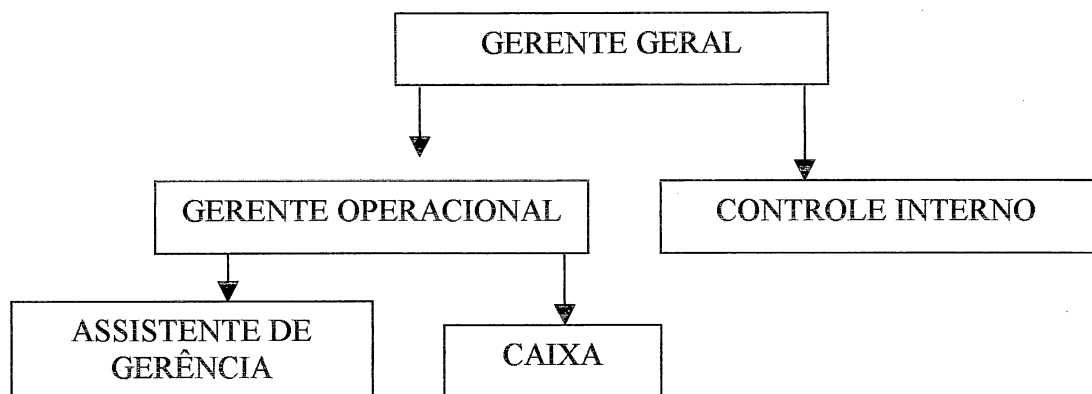 GERENTE GERAL
GERENTE OPERACIONAL
CONTROLE INTERNO
ASSISTENTE DE
GERÊNCIA
CAIXA